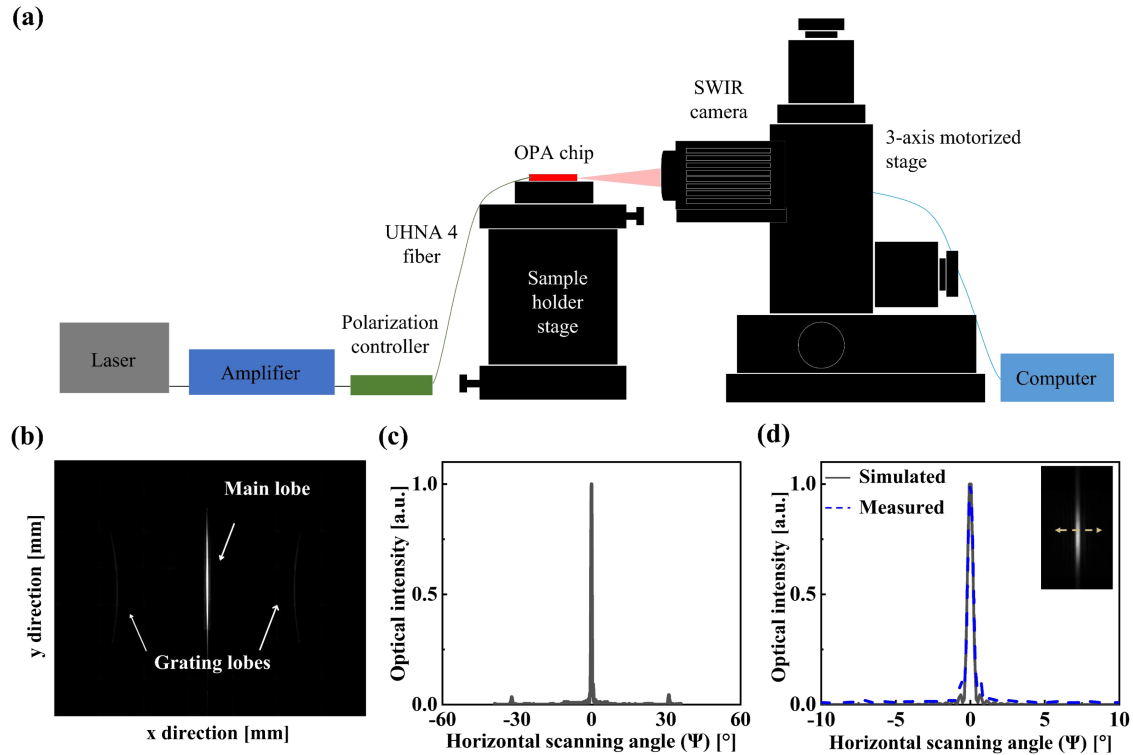 (a)
SWIR
camera
3-axis motorized
stage
OPA chip
UHNA 4
fiber
Sample
holder
stage
Polarization
controller
Laser
Amplifier
Computer
(b)
Main lobe
Grating lobes
y direction [mm]
x direction [mm]
(c)
Optical intensity [a.u.]
1.0
0.5
0.0
-60 -30 0 30 60
Horizontal scanning angle (Ψ) [°]
(d)
Simulated
Measured
Optical intensity [a.u.]
1.0
0.5
0.0
-10 -5 0 5 10
Horizontal scanning angle (Ψ) [°]